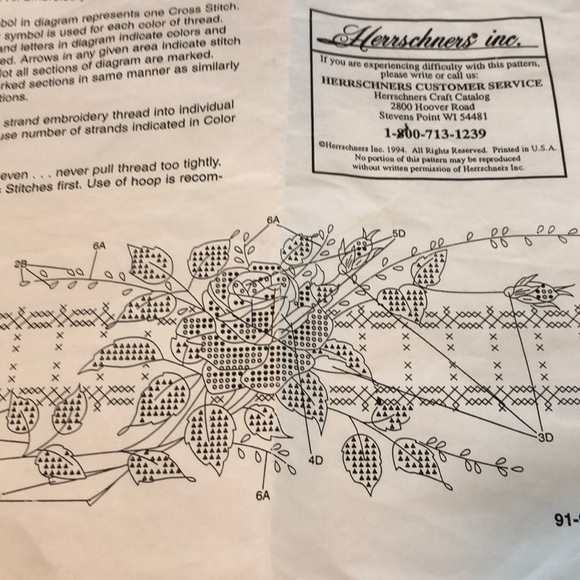 bol in diagram represents one Cross Stitch.
symbol is used for each color of thread.
and letters in diagram indicate colors and
ed. Arrows in any given area indicate stitch
ot all sections of diagram are marked.
rked sections in same manner as similarly
tions.
strand embroidery thread into individual
use number of strands indicated in Color
even . . . never pull thread too tightly.
Stitches first. Use of hoop is recom-
Herrschners inc.
If you are experiencing difficulty with this pattern,
please write or call us:
HERRSCHNERS CUSTOMER SERVICE
Herrschners Craft Catalog
2800 Hoover Road
Stevens Point WI 54481
1-800-713-1239
©Herrschners Inc. 1994. All Rights Reserved. Printed in U.S.A.
No portion of this pattern may be reproduced
without written permission of Herrschners Inc.
6A
5D
6A
3D
4D
6A
91-